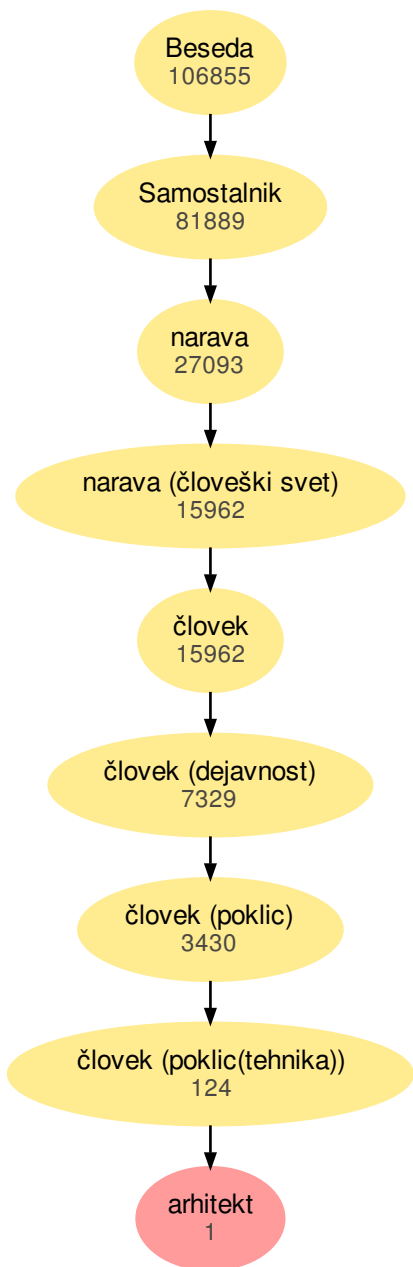 Beseda
106855
Samostalnik
81889
narava
27093
narava (človeški svet)
15962
človek
15962
človek (dejavnost)
7329
človek (poklic)
3430
človek (poklic(tehnika))
124
arhitekt
1